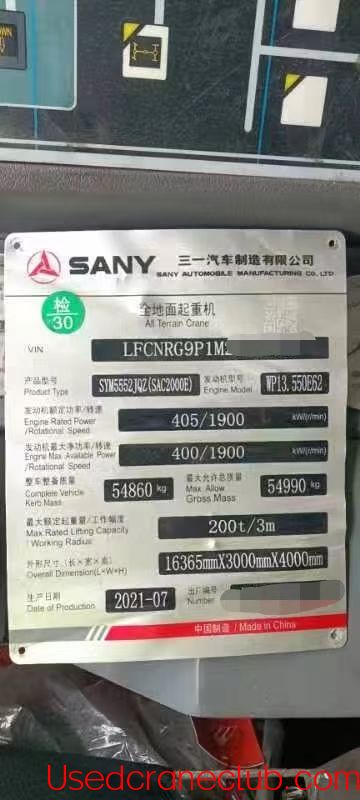 SANY 三一汽车制造有限公司
SANY AUTOMOBILE MANUFACTURING CO., LTD
检
30
全地面起重机
All Terrain Crane
VIN LFCNRG9P1M
产品型号 SYM5552JQZ(SAC2000E) 发动机型号 WP13.550E62
Product Type Engine Model
发动机额定功率/转速 405/1900 kW/(r/min)
Engine Rated Power
/Rotational Speed
发动机最大净功率/转速 400/1900 kW/(r/min)
Engine Max. Available Power
/Rotational Speed
整车整备质量 54860 kg 最大允许总质量 54990 kg
Complete Vehicle Max. Allow
Kerb Mass Gross Mass
最大额定起重量/工作幅度 200t/3m
Max. Rated Lifting Capacity
/ Working Radius
外形尺寸(长×宽×高) 16365mmX3000mmX4000mm
Overall Dimension(L×W×H)
生产日期 2021-07 出厂编号
Date of Production Number
中国制造 / Made in China
Usedcraneclub.com